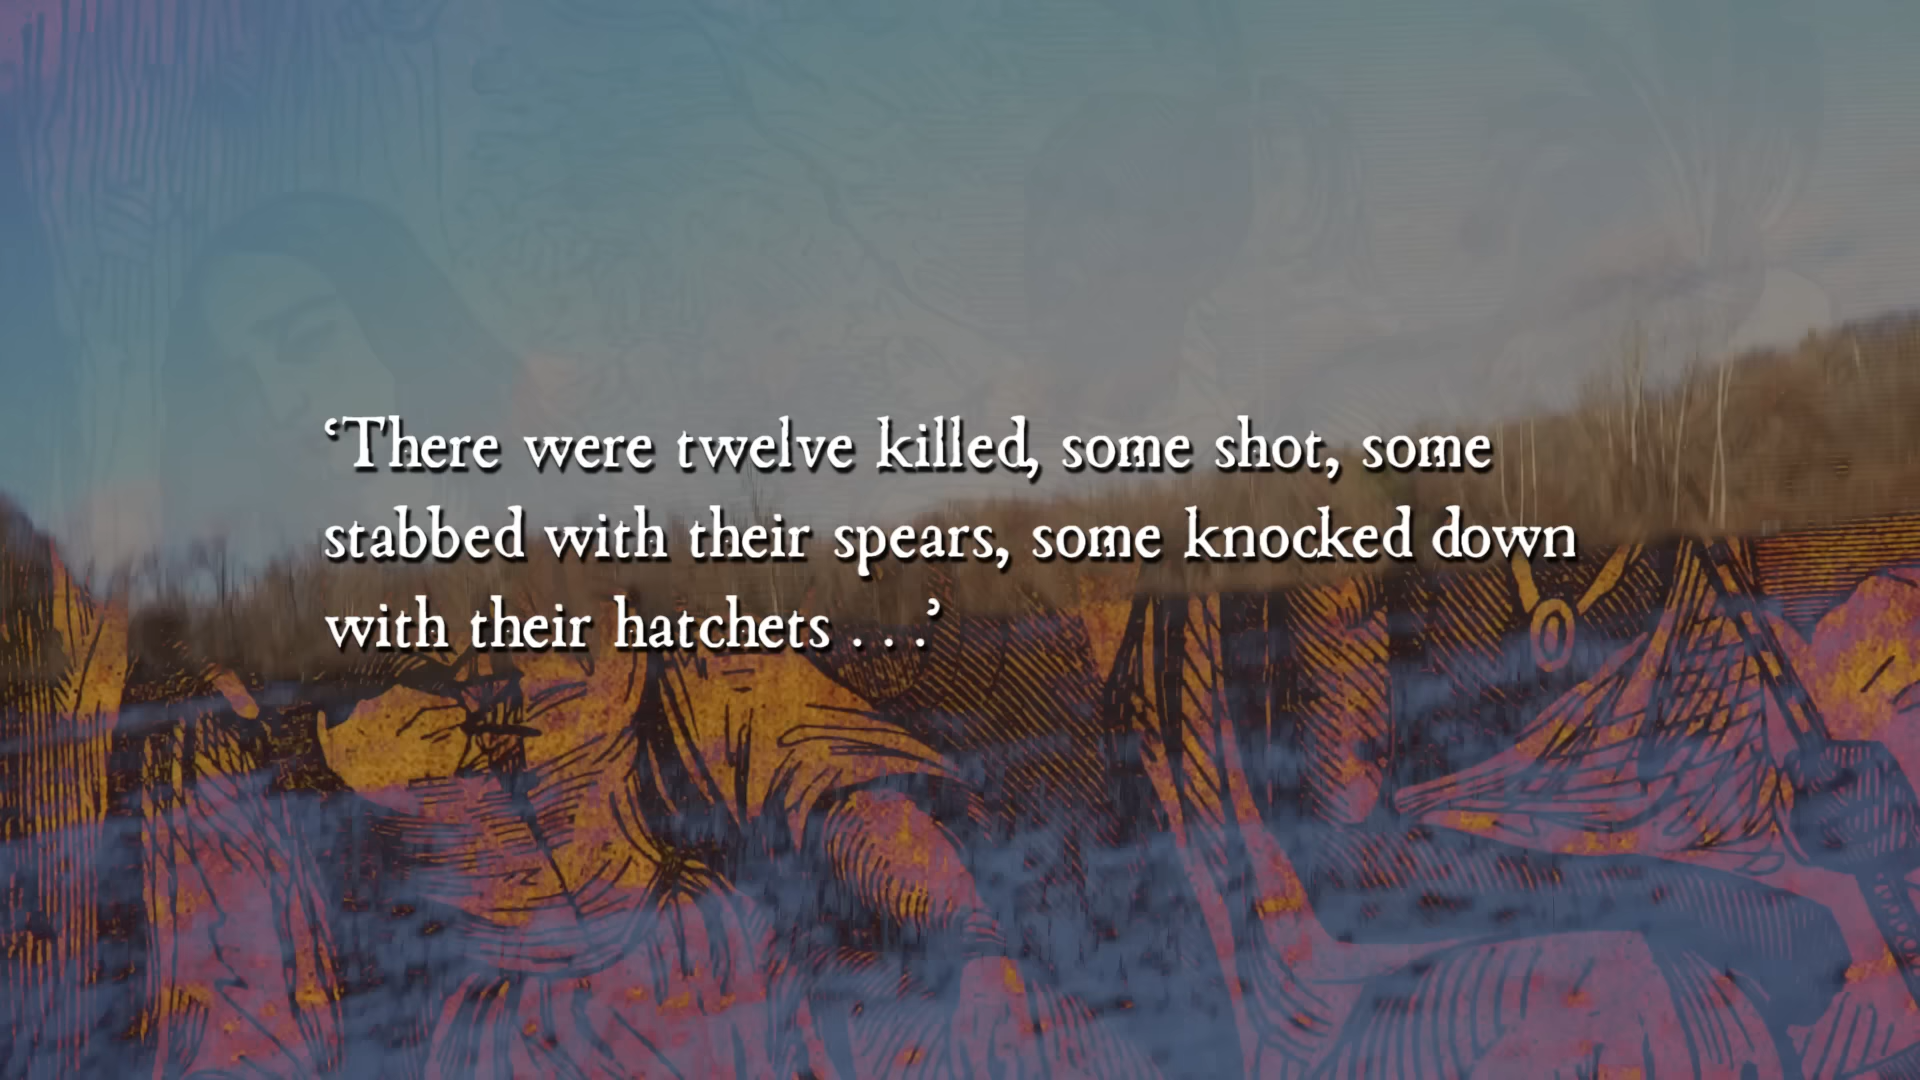 ‘There were twelve killed, some shot, some
stabbed with their spears, some knocked down
with their hatchets . . .’